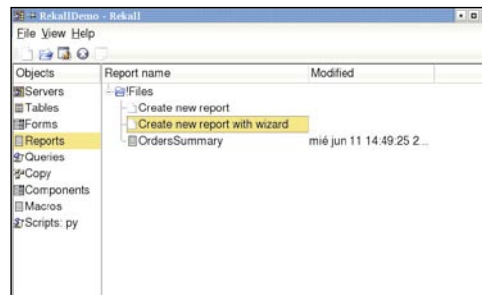 RekallDemo - Rekall
File View Help
Objects Report name Modified
Servers !Files
Tables Create new report
Forms Create new report with wizard
Reports OrdersSummary mié jun 11 14:49:25 2...
Queries
Copy
Components
Macros
Scripts: py